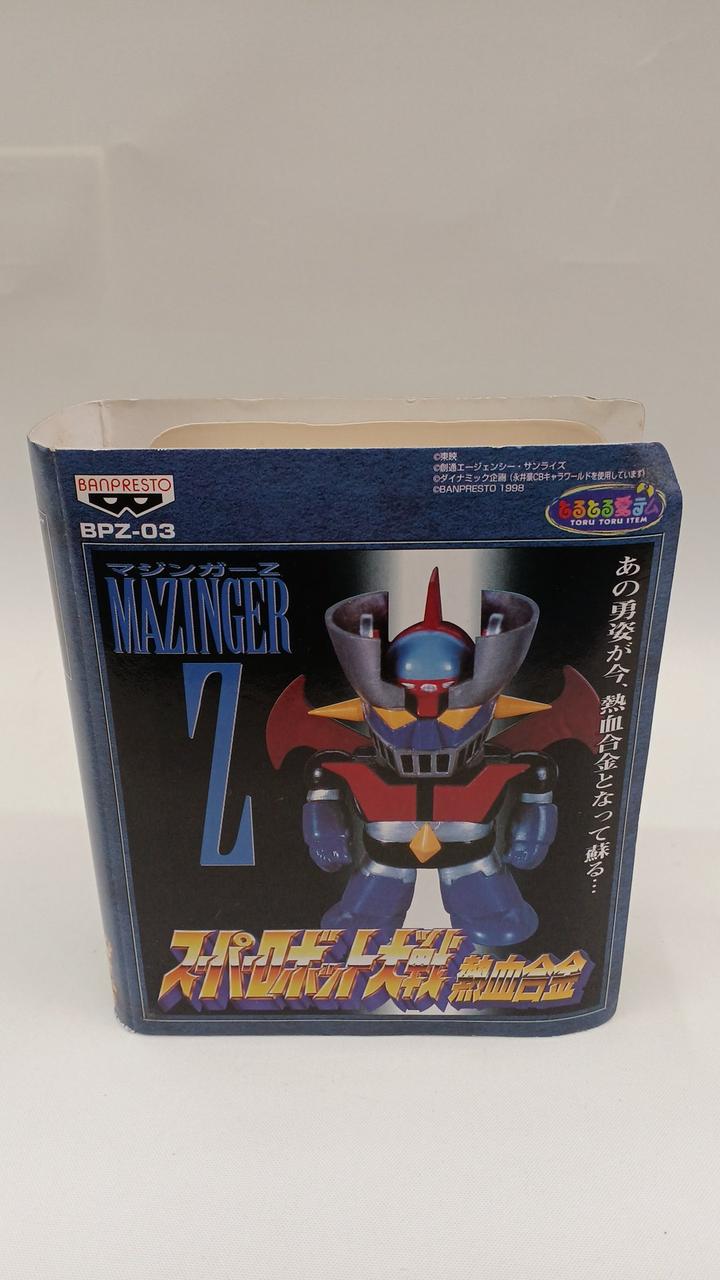 BANPRESTO
BPZ-03
©東映
©創通エージェンシー・サンライズ
©ダイナミック企画（永井豪CBキャラワールドを使用しています）
©BANPRESTO 1998
とるとる愛テム
TORU TORU ITEM
マジンガーZ
MAZINGER
Z
あの勇姿が今、熱血合金となって蘇る…
スーパーロボット大戦 熱血合金